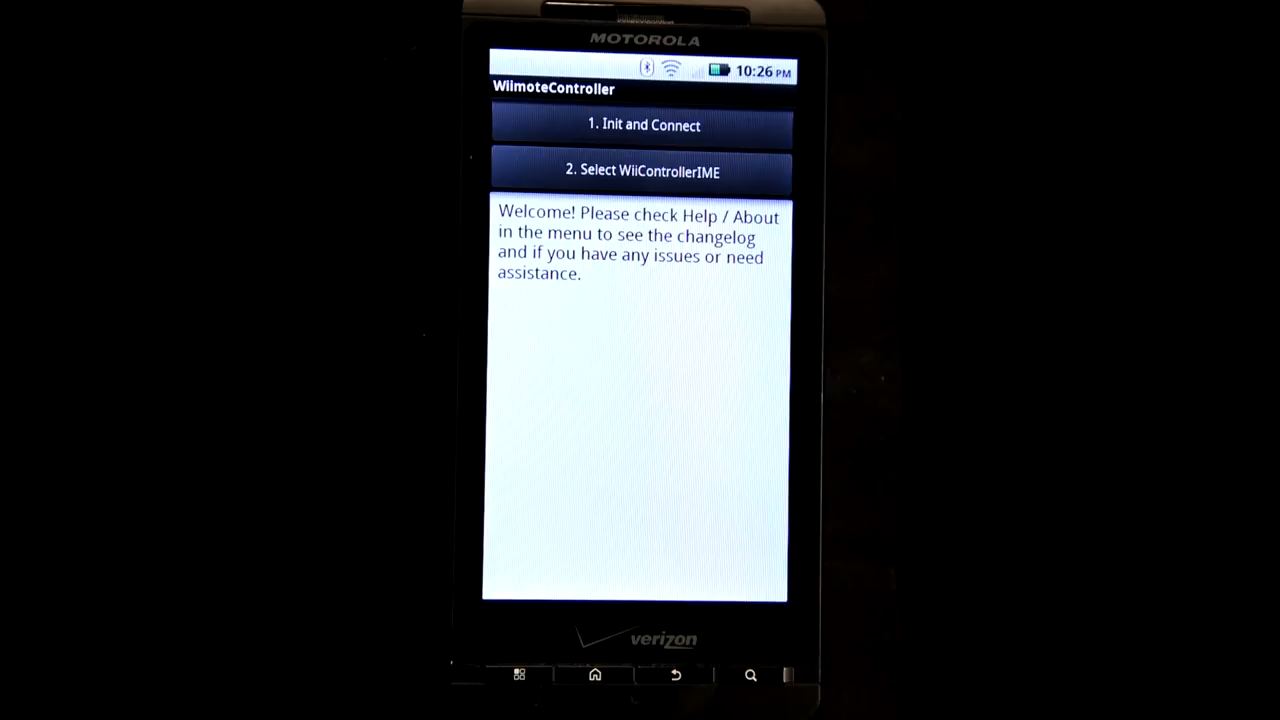 MOTOROLA
10:26 PM
WiimoteController
1. Init and Connect
2. Select WiiControllerIME
Welcome! Please check Help / About
in the menu to see the changelog
and if you have any issues or need
assistance.
verizon